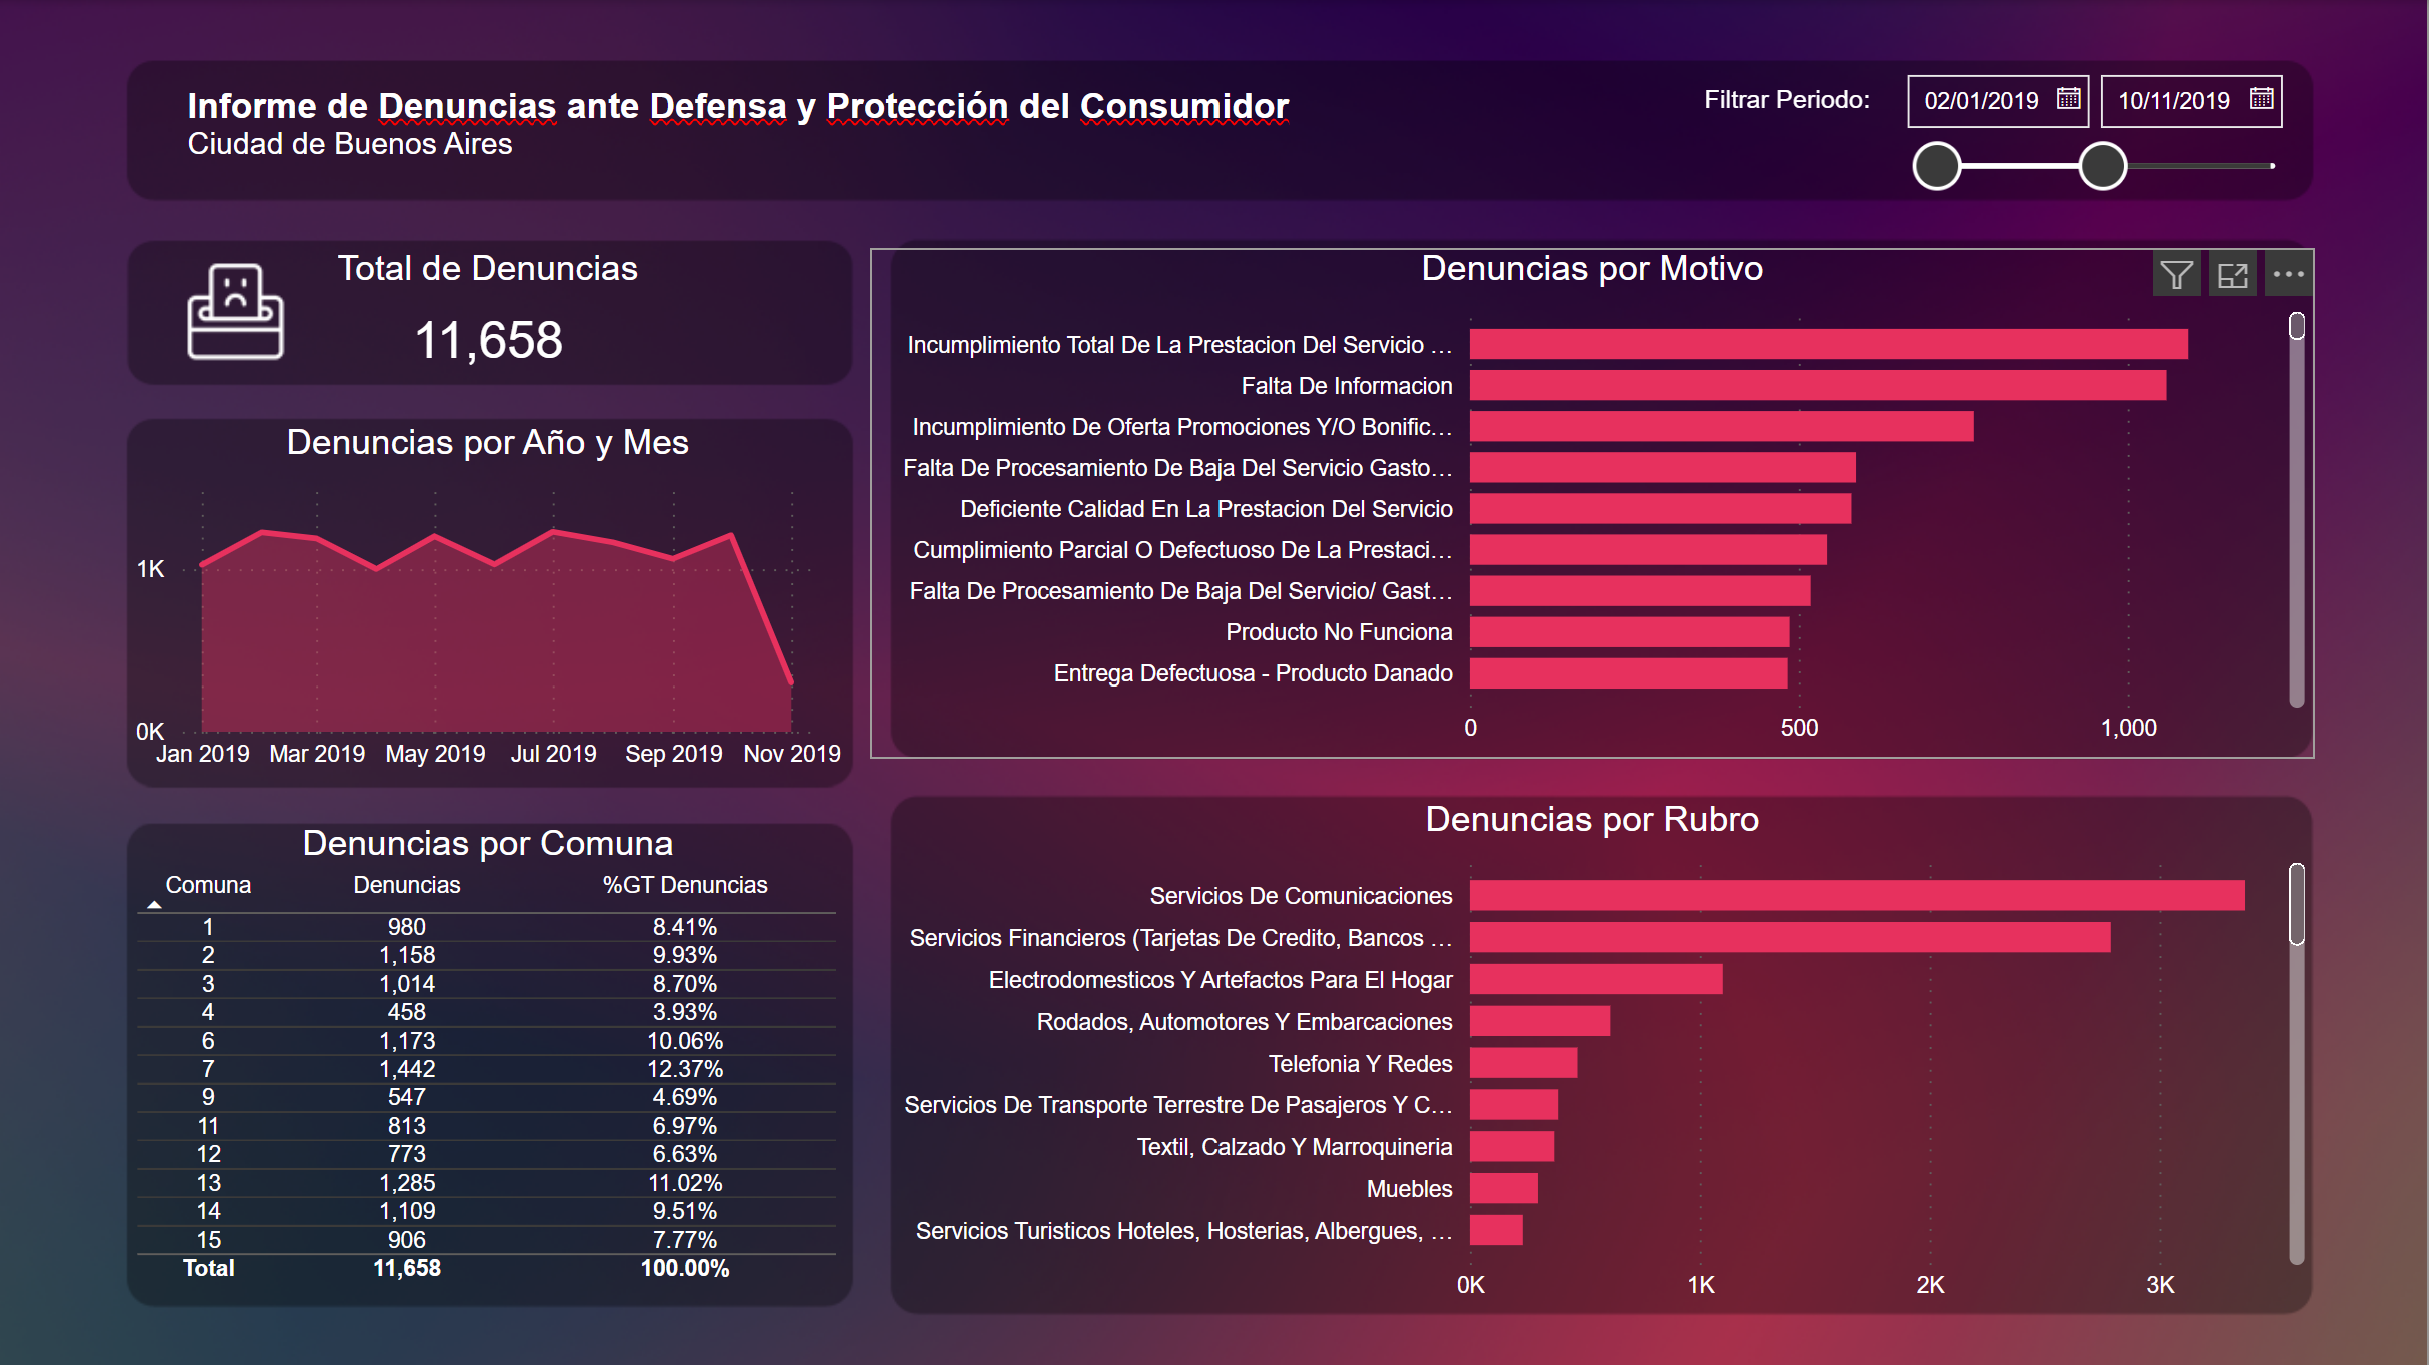 Informe de Denuncias ante Defensa y Protección del Consumidor
Ciudad de Buenos Aires
Filtrar Periodo:
02/01/2019
10/11/2019
Total de Denuncias
11,658
Denuncias por Año y Mes
1K
0K
Jan 2019 Mar 2019 May 2019 Jul 2019 Sep 2019 Nov 2019
Denuncias por Comuna
Comuna Denuncias %GT Denuncias
1 980 8.41%
2 1,158 9.93%
3 1,014 8.70%
4 458 3.93%
6 1,173 10.06%
7 1,442 12.37%
9 547 4.69%
11 813 6.97%
12 773 6.63%
13 1,285 11.02%
14 1,109 9.51%
15 906 7.77%
Total 11,658 100.00%
Denuncias por Motivo
Incumplimiento Total De La Prestacion Del Servicio ...
Falta De Informacion
Incumplimiento De Oferta Promociones Y/O Bonific...
Falta De Procesamiento De Baja Del Servicio Gasto...
Deficiente Calidad En La Prestacion Del Servicio
Cumplimiento Parcial O Defectuoso De La Prestaci...
Falta De Procesamiento De Baja Del Servicio/ Gast...
Producto No Funciona
Entrega Defectuosa - Producto Danado
0 500 1,000
Denuncias por Rubro
Servicios De Comunicaciones
Servicios Financieros (Tarjetas De Credito, Bancos ...
Electrodomesticos Y Artefactos Para El Hogar
Rodados, Automotores Y Embarcaciones
Telefonia Y Redes
Servicios De Transporte Terrestre De Pasajeros Y C...
Textil, Calzado Y Marroquineria
Muebles
Servicios Turisticos Hoteles, Hosterias, Albergues, ...
0K 1K 2K 3K